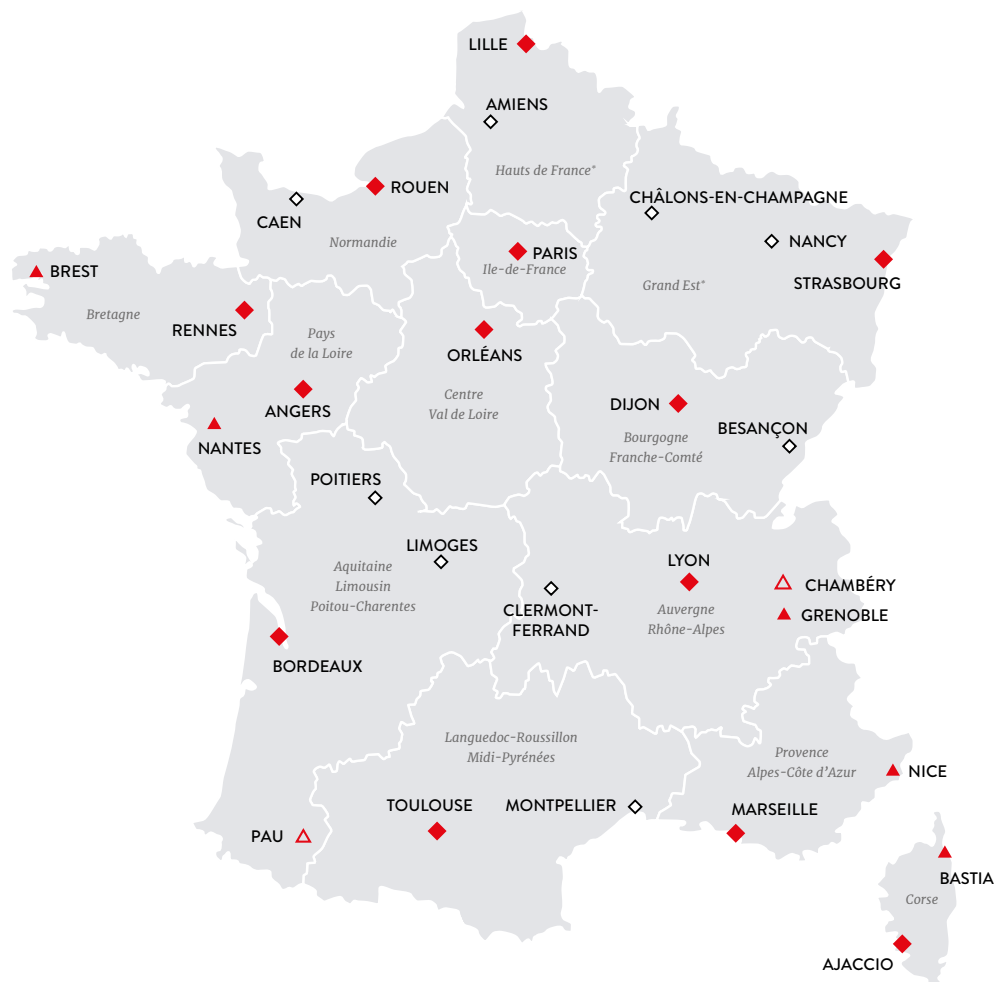 LILLE
AMIENS
Hauts de France*
ROUEN
CHÂLONS-EN-CHAMPAGNE
CAEN
Normandie
NANCY
PARIS
Ile-de-France
BREST
STRASBOURG
Grand Est*
Bretagne
RENNES
Pays
de la Loire
ORLÉANS
Centre
Val de Loire
ANGERS
DIJON
BESANÇON
Bourgogne
Franche-Comté
NANTES
POITIERS
LIMOGES
Aquitaine
Limousin
Poitou-Charentes
LYON
CHAMBÉRY
CLERMONT-
FERRAND
Auvergne
Rhône-Alpes
GRENOBLE
BORDEAUX
Languedoc-Roussillon
Midi-Pyrénées
Provence
Alpes-Côte d’Azur
NICE
TOULOUSE
MONTPELLIER
MARSEILLE
PAU
BASTIA
Corse
AJACCIO